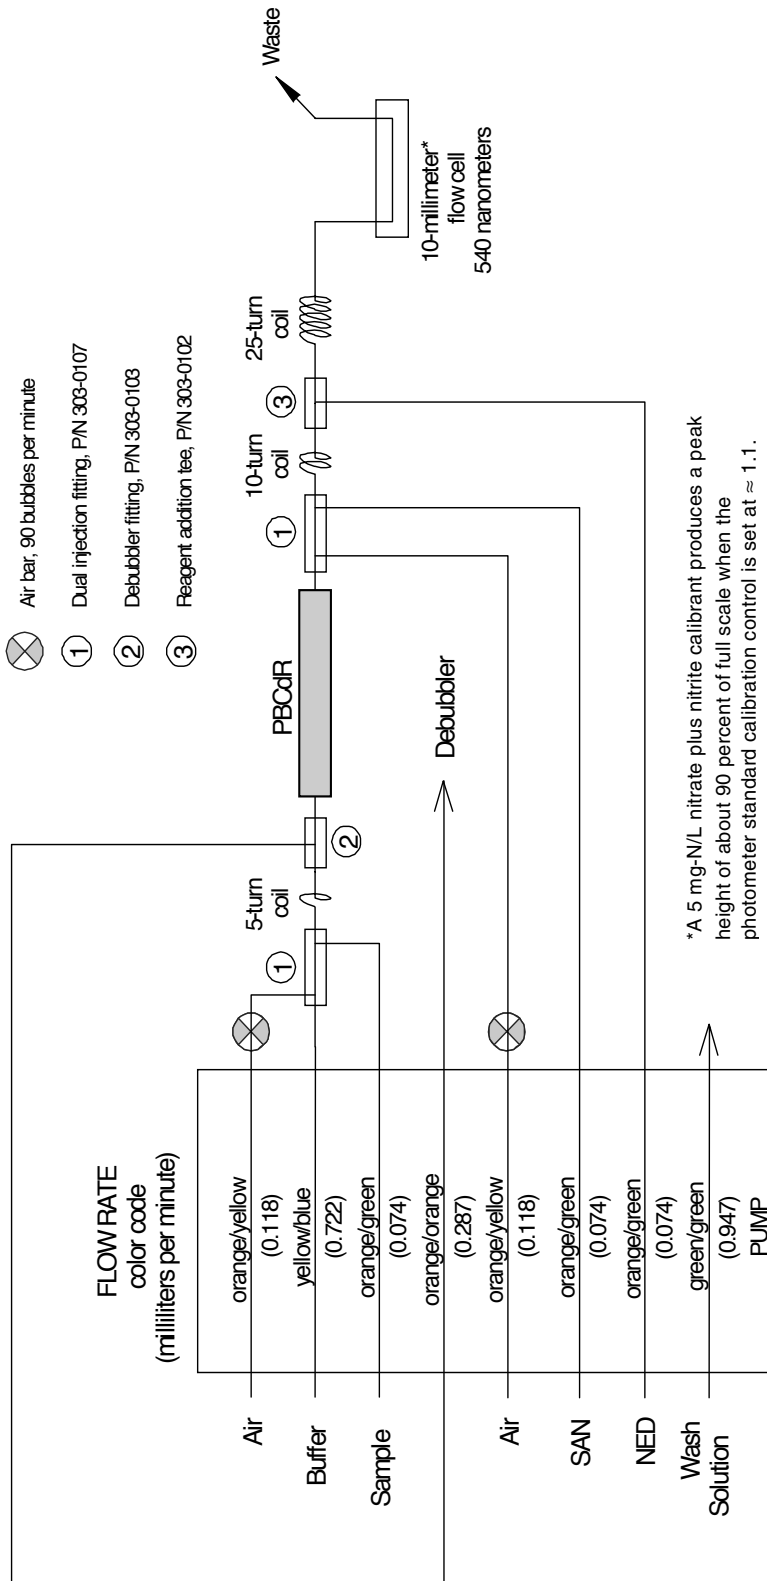 Air bar, 90 bubbles per minute
1
Dual injection fitting, P/N 303-0107
2
Debubbler fitting, P/N 303-0103
3
Reagent addition tee, P/N 303-0102
FLOW RATE
color code
(milliliters per minute)
Air
orange/yellow
(0.118)
Buffer
yellow/blue
(0.722)
Sample
orange/green
(0.074)
orange/orange
(0.287)
Debubbler
Air
orange/yellow
(0.118)
SAN
orange/green
(0.074)
NED
orange/green
(0.074)
Wash
Solution
green/green
(0.947)
PUMP
1
5-turn
coil
2
PBCdR
1
10-turn
coil
3
25-turn
coil
10-millimeter*
flow cell
540 nanometers
Waste
*A 5 mg-N/L nitrate plus nitrite calibrant produces a peak
height of about 90 percent of full scale when the
photometer standard calibration control is set at ≈ 1.1.